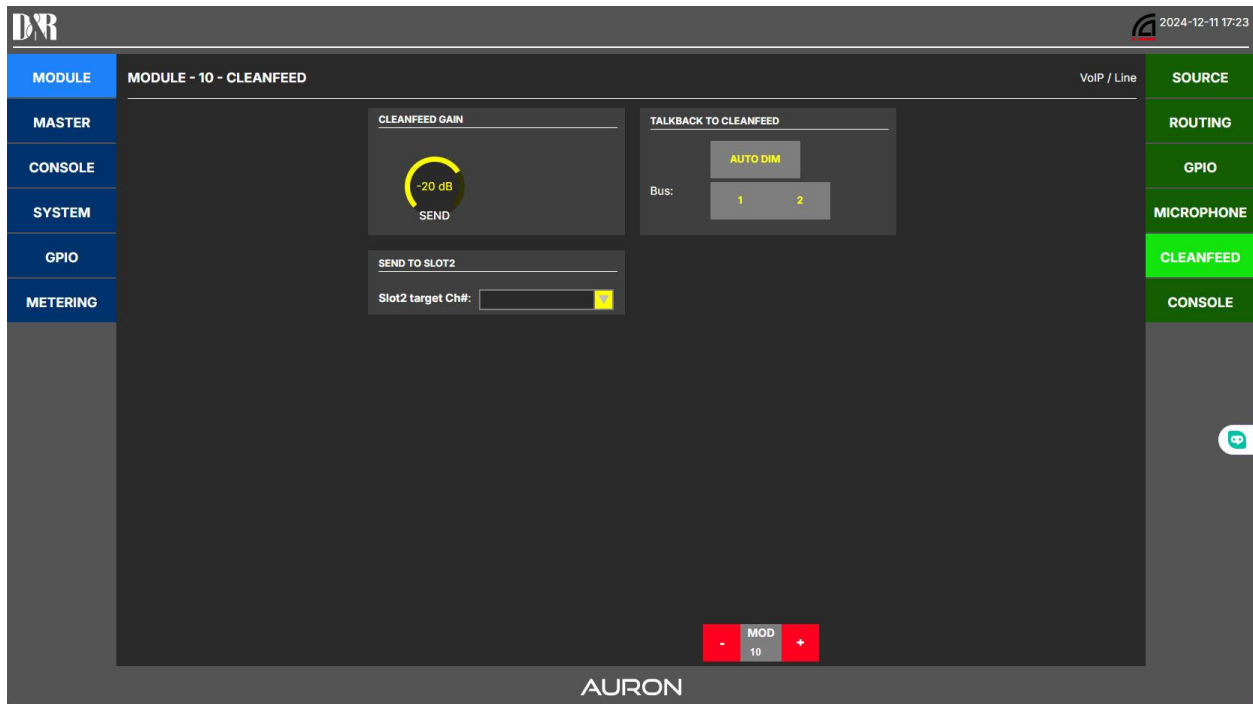 D&R
2024-12-11 17:23
MODULE
MASTER
CONSOLE
SYSTEM
GPIO
METERING
MODULE - 10 - CLEANFEED
VoIP / Line
CLEANFEED GAIN
-20 dB
SEND
TALKBACK TO CLEANFEED
AUTO DIM
Bus:
1 2
SEND TO SLOT2
Slot2 target Ch#:
- MOD +
10
SOURCE
ROUTING
GPIO
MICROPHONE
CLEANFEED
CONSOLE
AURON